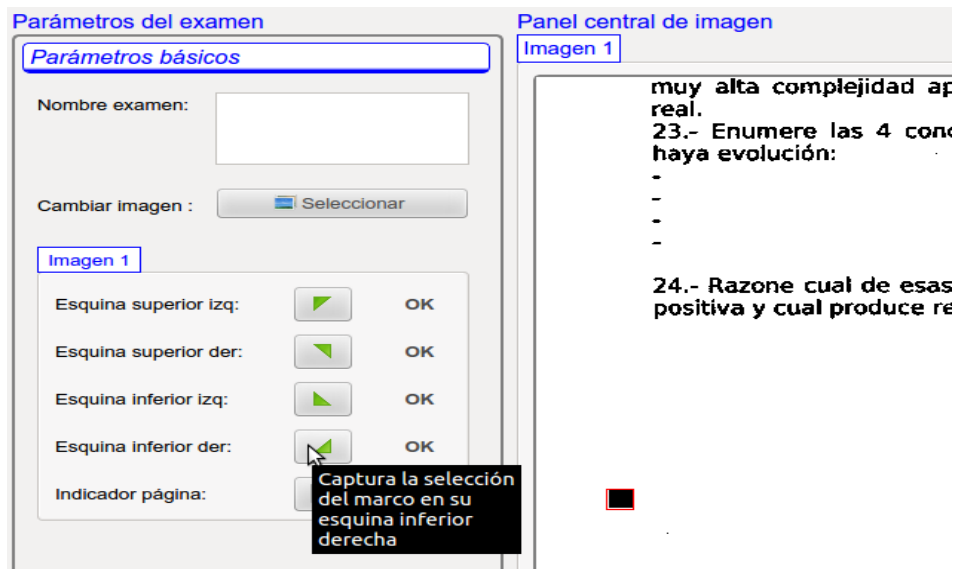 Parámetros del examen
Parámetros básicos
Nombre examen:
Cambiar imagen :
Seleccionar
Imagen 1
Esquina superior izq:
OK
Esquina superior der:
OK
Esquina inferior izq:
OK
Esquina inferior der:
OK
Indicador página:
Captura la selección
del marco en su
esquina inferior
derecha
Panel central de imagen
Imagen 1
muy alta complejidad ap
real.
23.- Enumere las 4 con
haya evolución:
-
-
-
-
24.- Razone cual de esas
positiva y cual produce re